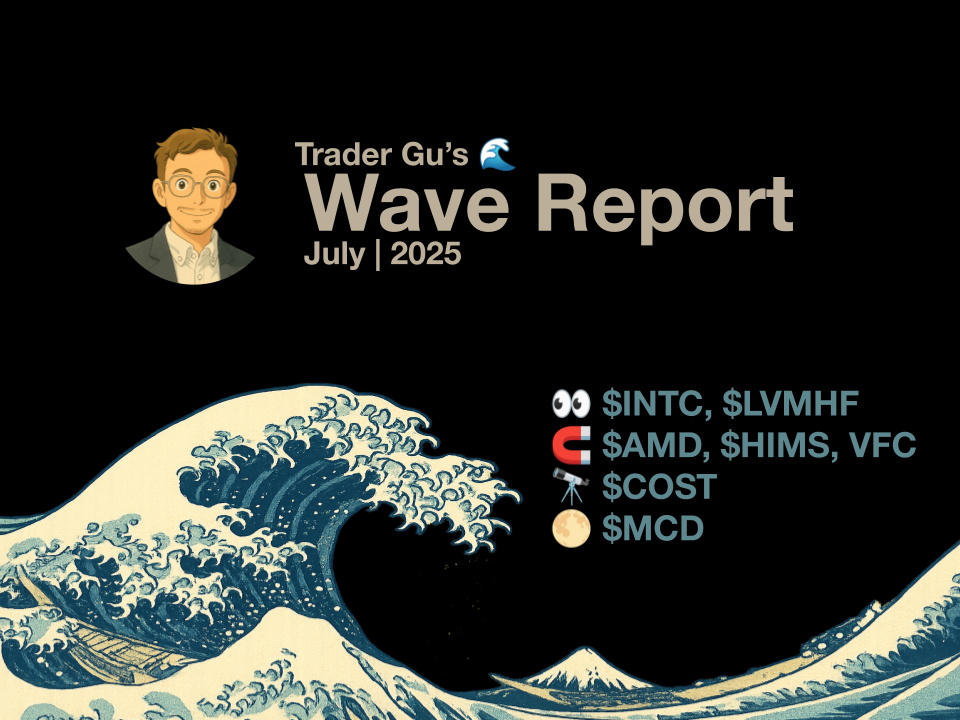 Trader Gu’s 🌊
Wave Report
July | 2025
👀 $INTC, $LVMHF
🧲 $AMD, $HIMS, VFC
🔭 $COST
🌕 $MCD